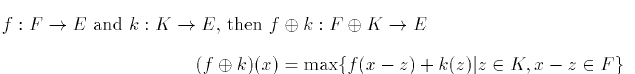 f : F → E and k : K → E, then f ⊕ k : F ⊕ K → E
(f ⊕ k)(x) = max{f(x − z) + k(z)|z ∈ K, x − z ∈ F}